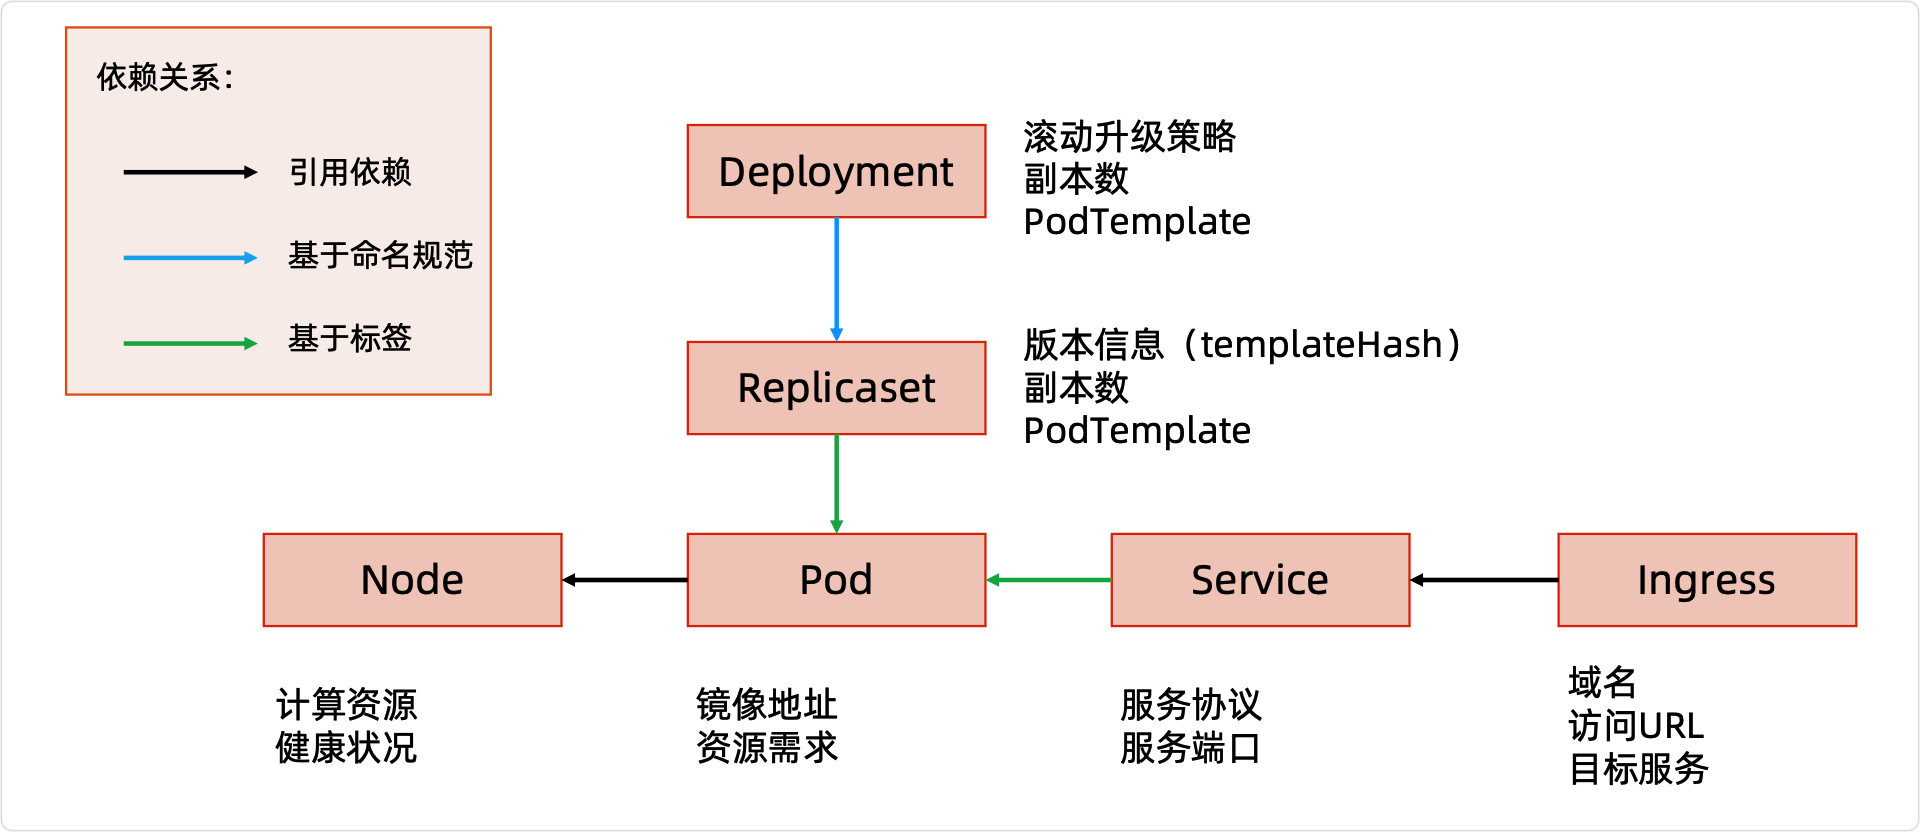 依赖关系：
引用依赖
基于命名规范
基于标签
Deployment
滚动升级策略
副本数
PodTemplate
Replicaset
版本信息（templateHash）
副本数
PodTemplate
Node
Pod
Service
Ingress
计算资源
健康状况
镜像地址
资源需求
服务协议
服务端口
域名
访问URL
目标服务